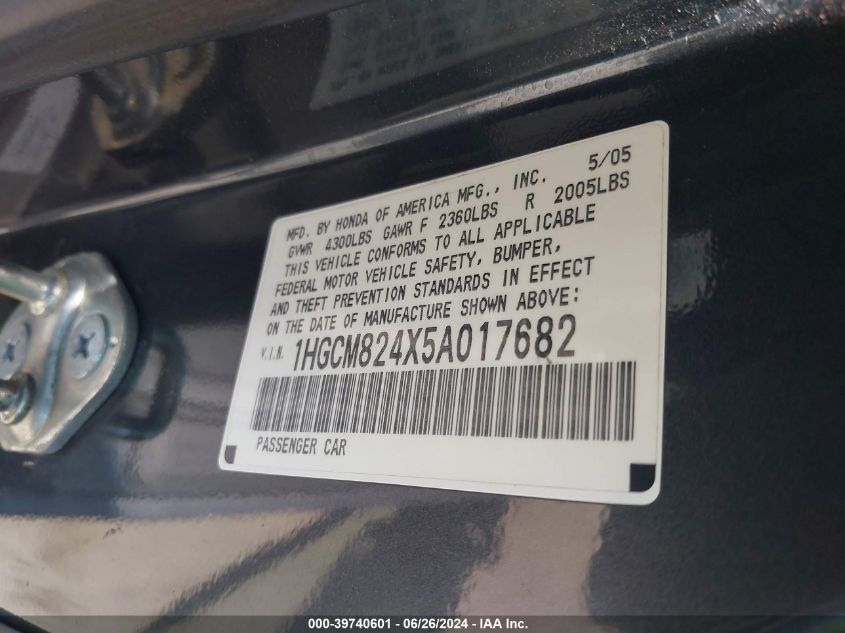 MFD. BY HONDA OF AMERICA MFG., INC. 5/05
GVWR 4300LBS GAWR F 2360LBS R 2005LBS
THIS VEHICLE CONFORMS TO ALL APPLICABLE
FEDERAL MOTOR VEHICLE SAFETY, BUMPER,
AND THEFT PREVENTION STANDARDS IN EFFECT
ON THE DATE OF MANUFACTURE SHOWN ABOVE:
V.I.N. 1HGCM824X5A017682
PASSENGER CAR
000-39740601 - 06/26/2024 - IAA Inc.